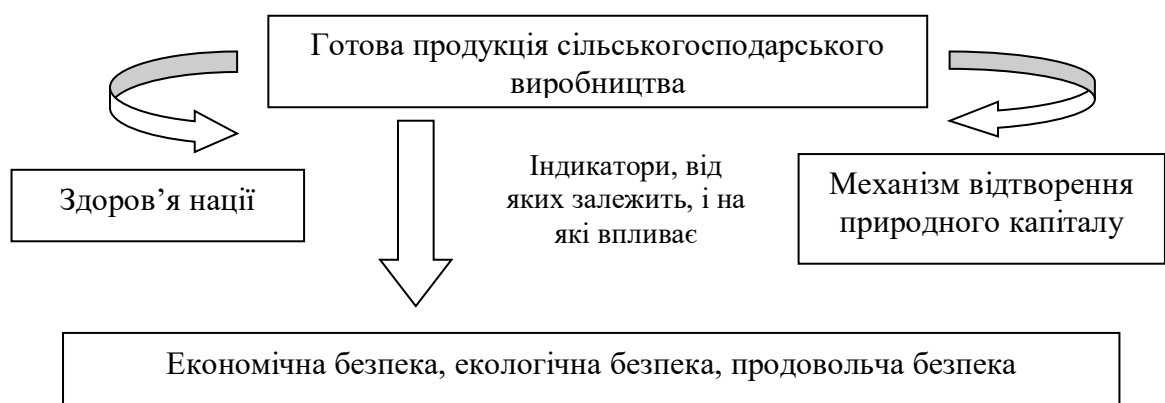 Готова продукція сільськогосподарського
виробництва
Здоров’я нації
Індикатори, від
яких залежить, і на
які впливає
Механізм відтворення
природного капіталу
Економічна безпека, екологічна безпека, продовольча безпека